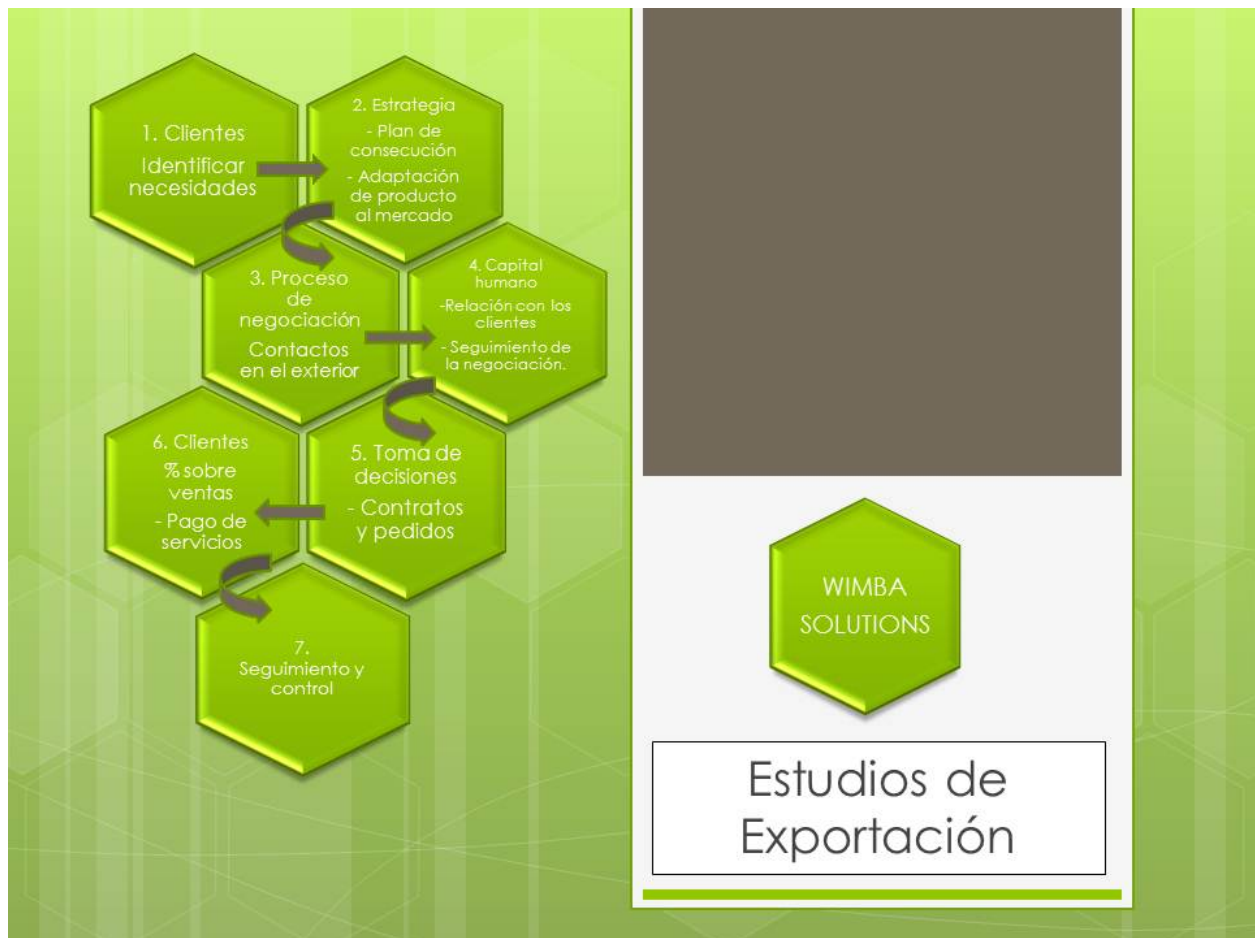 1. Clientes
Identificar
necesidades
2. Estrategia
- Plan de
consecución
- Adaptación
de producto
al mercado
3. Proceso
de
negociación
Contactos
en el exterior
4. Capital
humano
-Relación con los
clientes
- Seguimiento de
la negociación.
5. Toma de
decisiones
- Contratos
y pedidos
6. Clientes
% sobre
ventas
- Pago de
servicios
7.
Seguimiento y
control
WIMBA
SOLUTIONS
Estudios de
Exportación